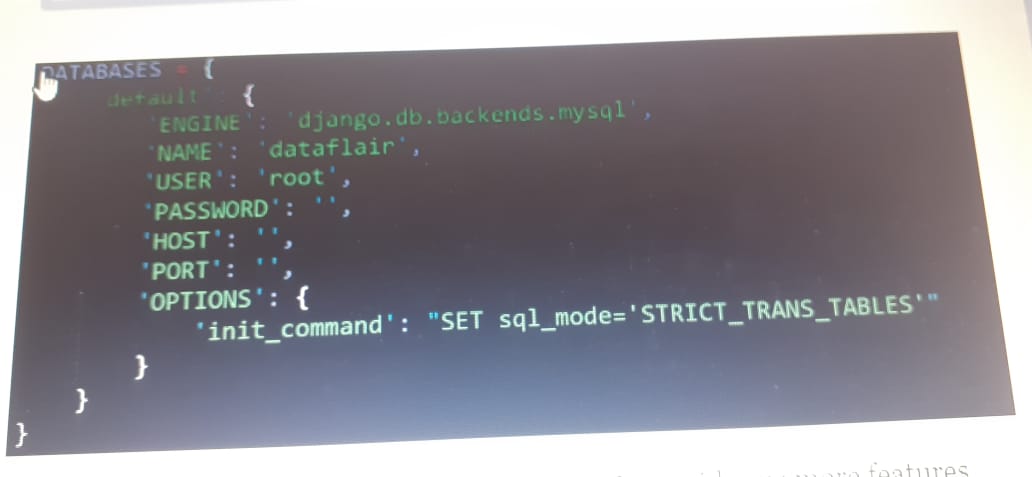 DATABASES = {
'default': {
'ENGINE': 'django.db.backends.mysql',
'NAME': 'dataflair',
'USER': 'root',
'PASSWORD': '',
'HOST': '',
'PORT': '',
'OPTIONS': {
'init_command': "SET sql_mode='STRICT_TRANS_TABLES'"
}
}
}
more features